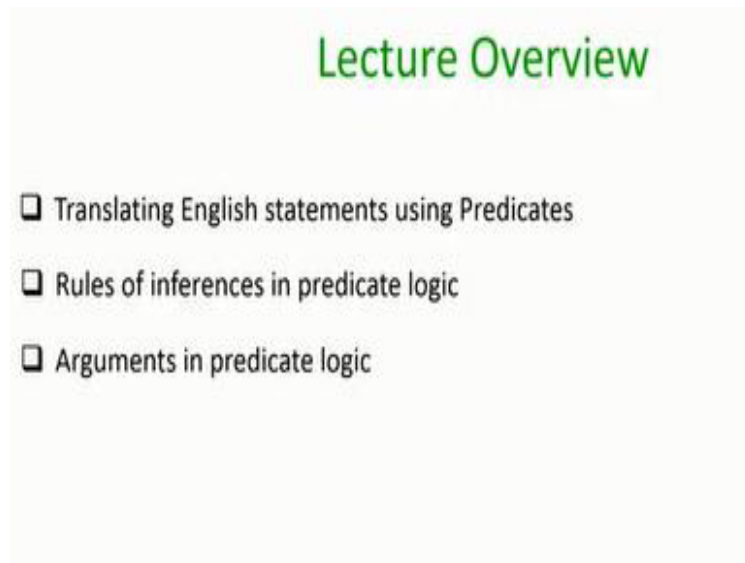 Lecture Overview
❑ Translating English statements using Predicates
❑ Rules of inferences in predicate logic
❑ Arguments in predicate logic